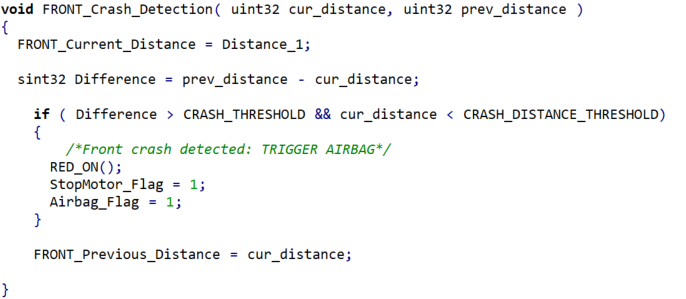 void FRONT_Crash_Detection( uint32 cur_distance, uint32 prev_distance )
{
FRONT_Current_Distance = Distance_1;
sint32 Difference = prev_distance - cur_distance;
if ( Difference > CRASH_THRESHOLD && cur_distance < CRASH_DISTANCE_THRESHOLD)
{
/*Front crash detected: TRIGGER AIRBAG*/
RED_ON();
StopMotor_Flag = 1;
Airbag_Flag = 1;
}
FRONT_Previous_Distance = cur_distance;
}